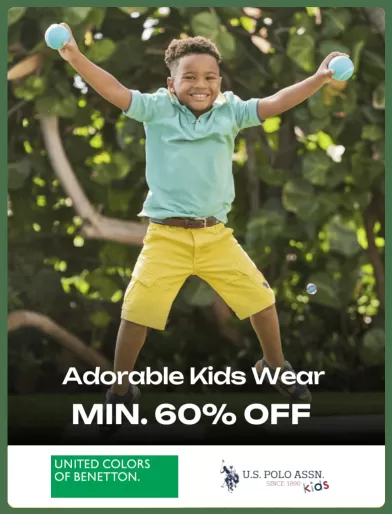 Adorable Kids Wear
MIN. 60% OFF
UNITED COLORS
OF BENETTON.
U.S. POLO ASSN.
SINCE 1890
kids